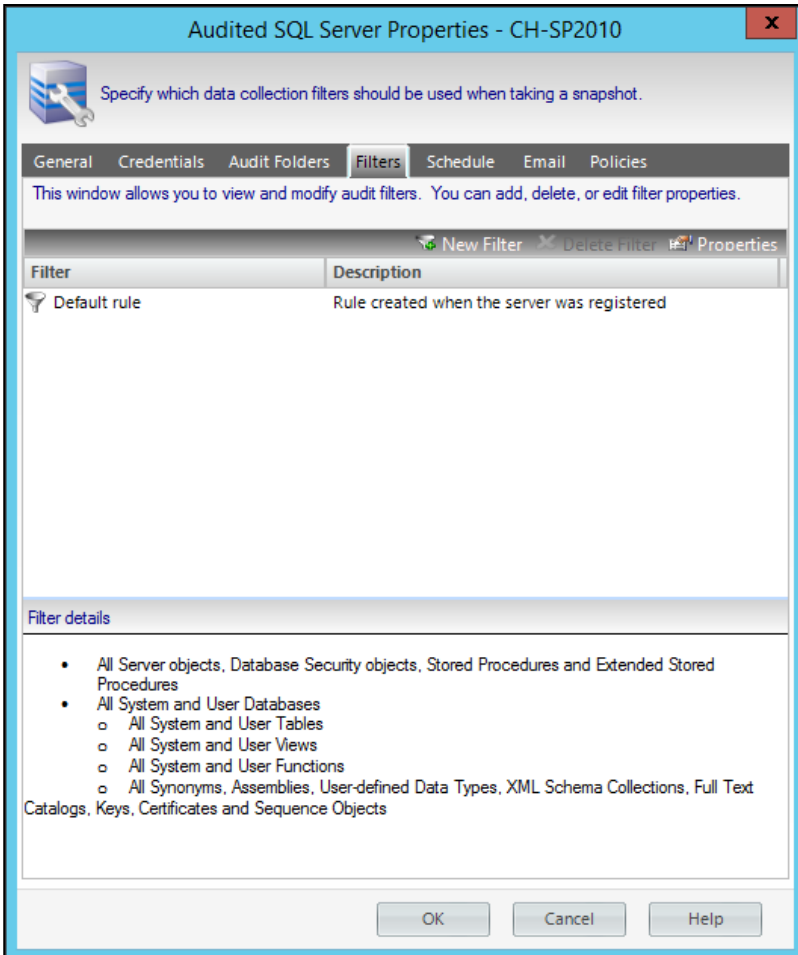 Audited SQL Server Properties - CH-SP2010
x
Specify which data collection filters should be used when taking a snapshot.
General Credentials Audit Folders Filters Schedule Email Policies
This window allows you to view and modify audit filters. You can add, delete, or edit filter properties.
New Filter Delete Filter Properties
Filter Description
Default rule Rule created when the server was registered
Filter details
• All Server objects, Database Security objects, Stored Procedures and Extended Stored
Procedures
• All System and User Databases
o All System and User Tables
o All System and User Views
o All System and User Functions
o All Synonyms, Assemblies, User-defined Data Types, XML Schema Collections, Full Text
Catalogs, Keys, Certificates and Sequence Objects
OK Cancel Help